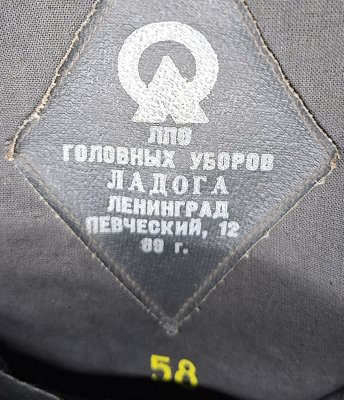 ЛПО
ГОЛОВНЫХ УБОРОВ
ЛАДОГА
ЛЕНИНГРАД
ПЕВЧЕСКИЙ, 12
89 г.
58